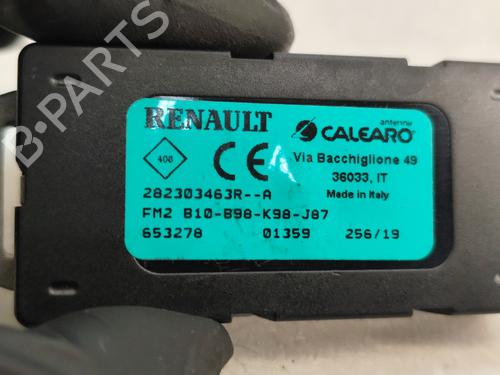 RENAULT
antenne
CALEARO
Via Bacchiglione 49
36033, IT
Made in Italy
400
CE
282303463R--A
FM2 B10-B98-K98-J87
653278 01359 256/19
B-PARTS